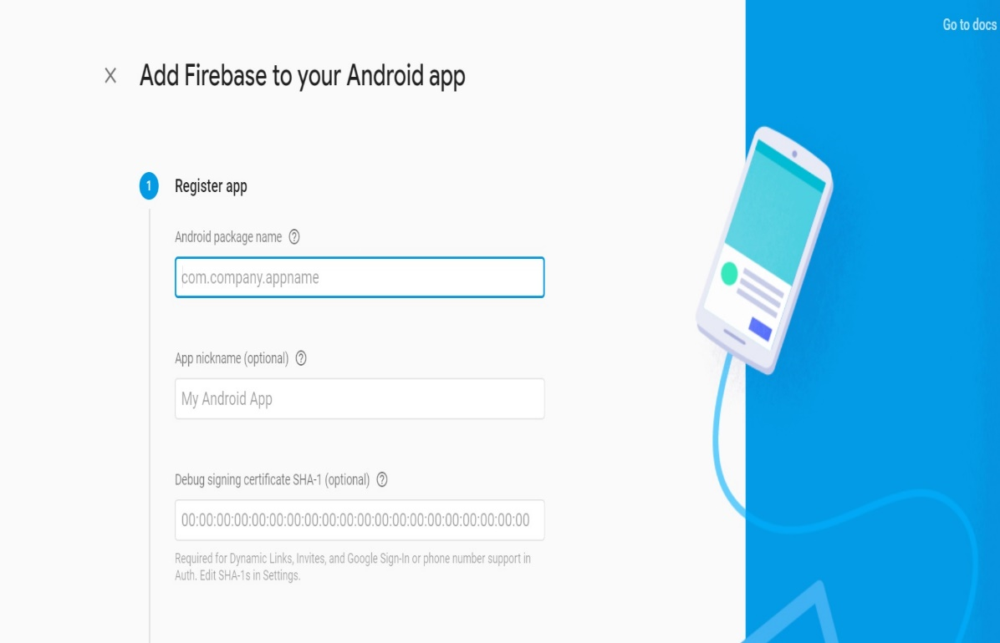 Go to docs
Add Firebase to your Android app
1 Register app
Android package name
com.company.appname
App nickname (optional)
My Android App
Debug signing certificate SHA-1 (optional)
00:00:00:00:00:00:00:00:00:00:00:00:00:00:00:00:00:00:00:00
Required for Dynamic Links, Invites, and Google Sign-In or phone number support in
Auth. Edit SHA-1s in Settings.